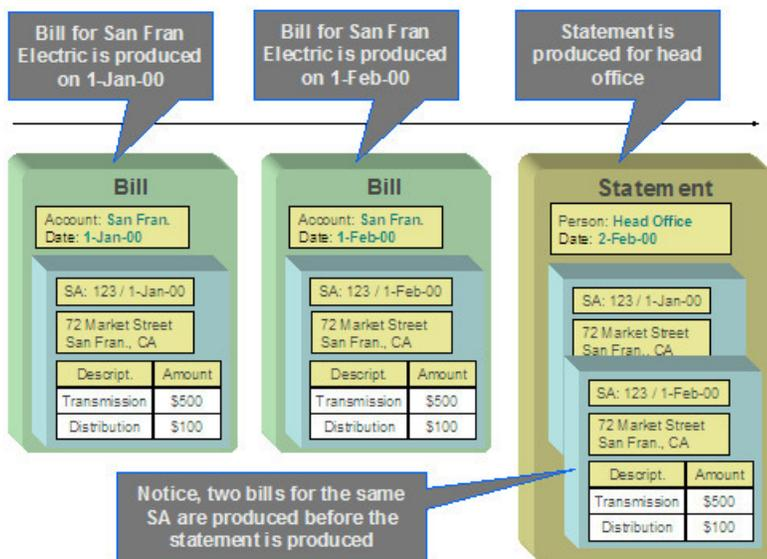 Bill for San Fran
Electric is produced
on 1-Jan-00
Bill for San Fran
Electric is produced
on 1-Feb-00
Statement is
produced for head
office
Bill
Account: San Fran.
Date: 1-Jan-00
SA: 123 / 1-Jan-00
72 Market Street
San Fran., CA
Descript. Amount
Transmission $500
Distribution $100
Bill
Account: San Fran.
Date: 1-Feb-00
SA: 123 / 1-Feb-00
72 Market Street
San Fran., CA
Descript. Amount
Transmission $500
Distribution $100
Statement
Person: Head Office
Date: 2-Feb-00
SA: 123 / 1-Jan-00
72 Market Street
San Fran., CA
SA: 123 / 1-Feb-00
72 Market Street
San Fran., CA
Descript. Amount
Transmission $500
Distribution $100
Notice, two bills for the same
SA are produced before the
statement is produced